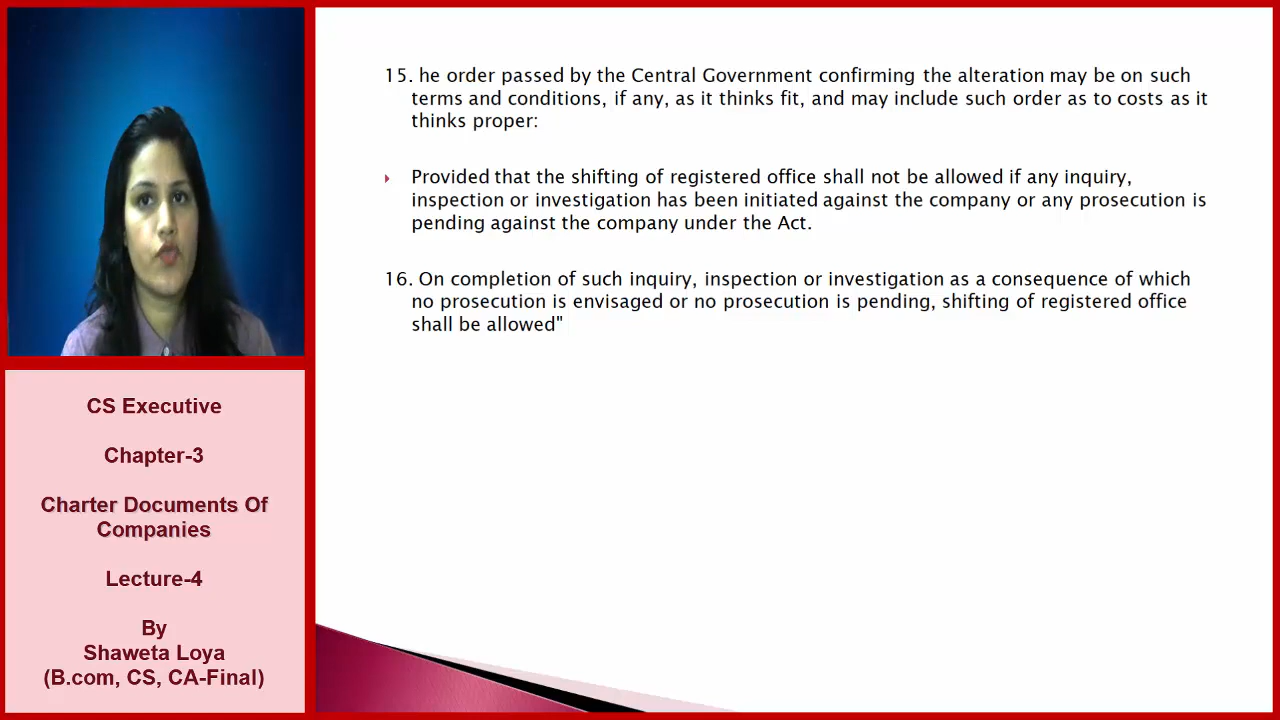 15. he order passed by the Central Government confirming the alteration may be on such
terms and conditions, if any, as it thinks fit, and may include such order as to costs as it
thinks proper:
Provided that the shifting of registered office shall not be allowed if any inquiry,
inspection or investigation has been initiated against the company or any prosecution is
pending against the company under the Act.
16. On completion of such inquiry, inspection or investigation as a consequence of which
no prosecution is envisaged or no prosecution is pending, shifting of registered office
shall be allowed"
CS Executive
Chapter-3
Charter Documents Of
Companies
Lecture-4
By
Shaweta Loya
(B.com, CS, CA-Final)